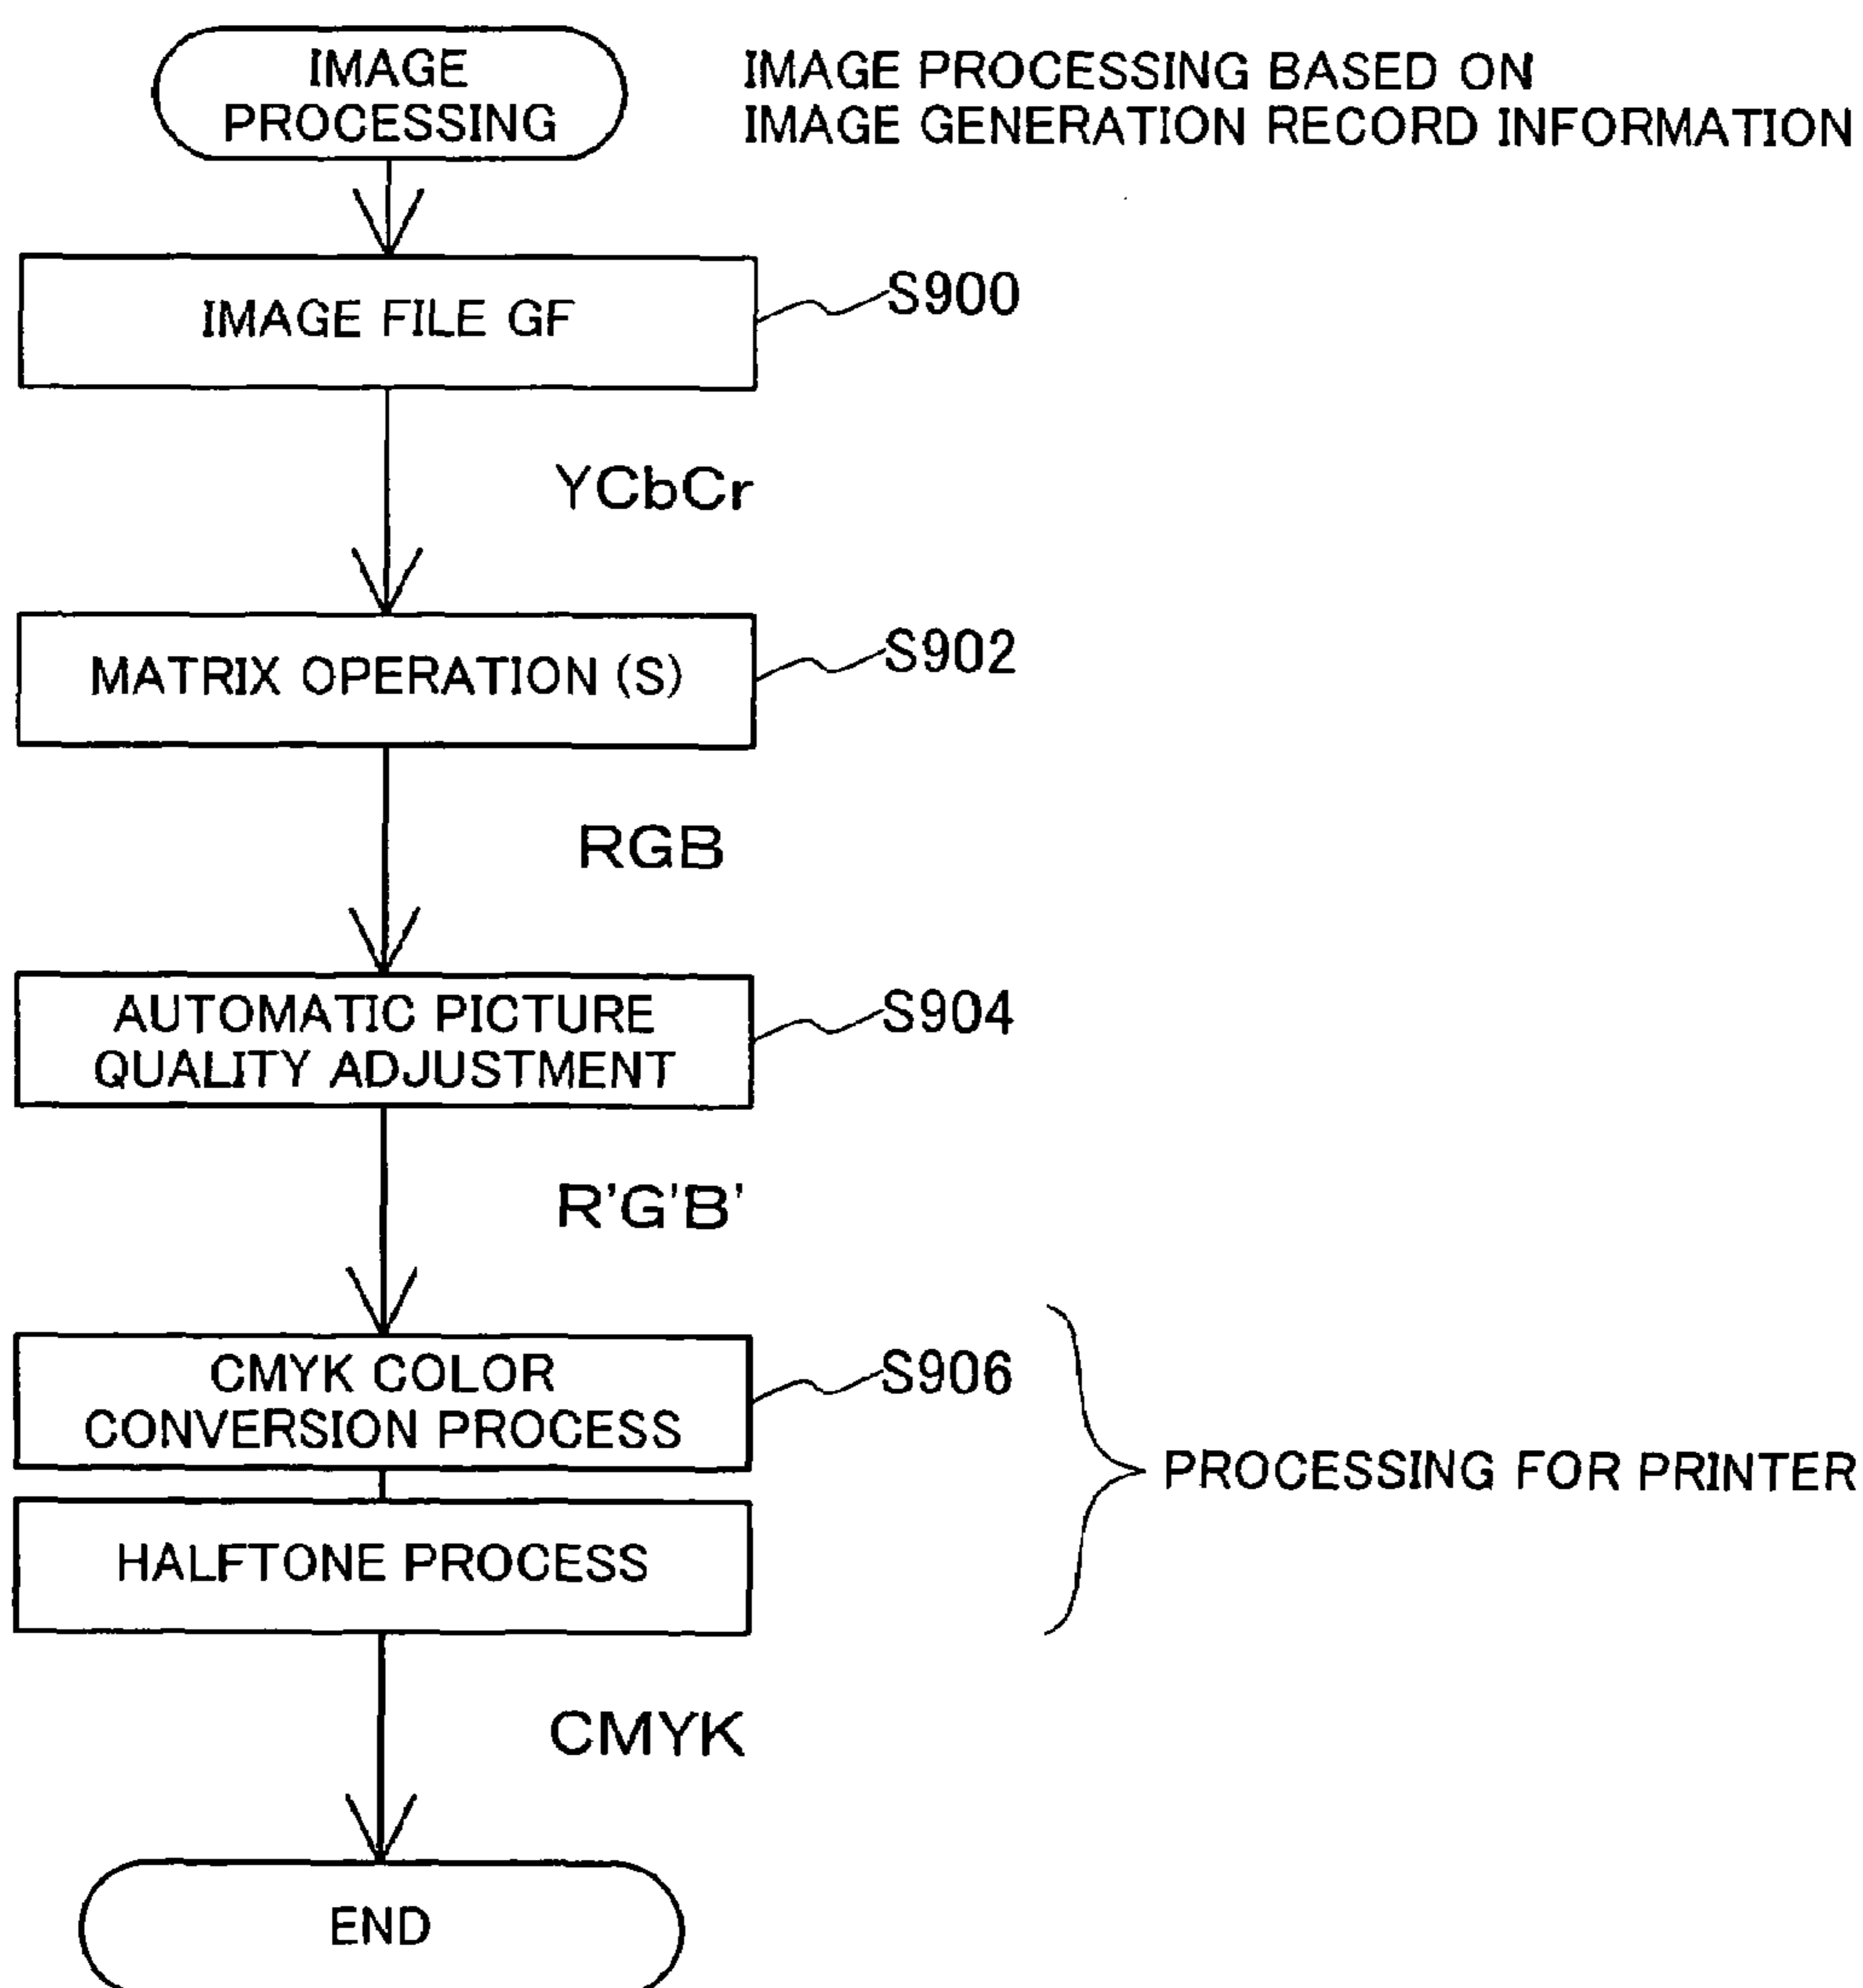 IMAGE
PROCESSING
IMAGE PROCESSING BASED ON
IMAGE GENERATION RECORD INFORMATION
IMAGE FILE GF
S900
YCbCr
MATRIX OPERATION (S)
S902
RGB
AUTOMATIC PICTURE
QUALITY ADJUSTMENT
S904
R'G'B'
CMYK COLOR
CONVERSION PROCESS
S906
PROCESSING FOR PRINTER
HALFTONE PROCESS
CMYK
END